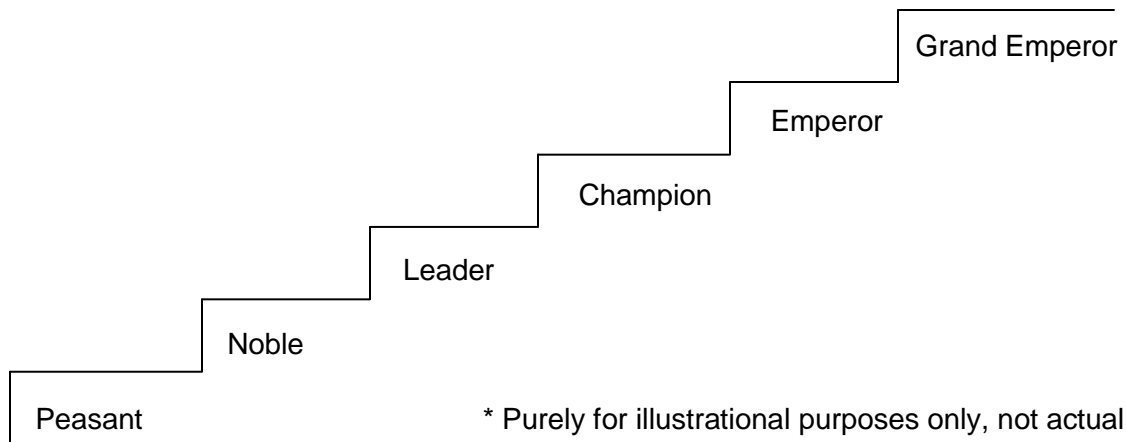 Grand Emperor
Emperor
Champion
Leader
Noble
Peasant
* Purely for illustrational purposes only, not actual